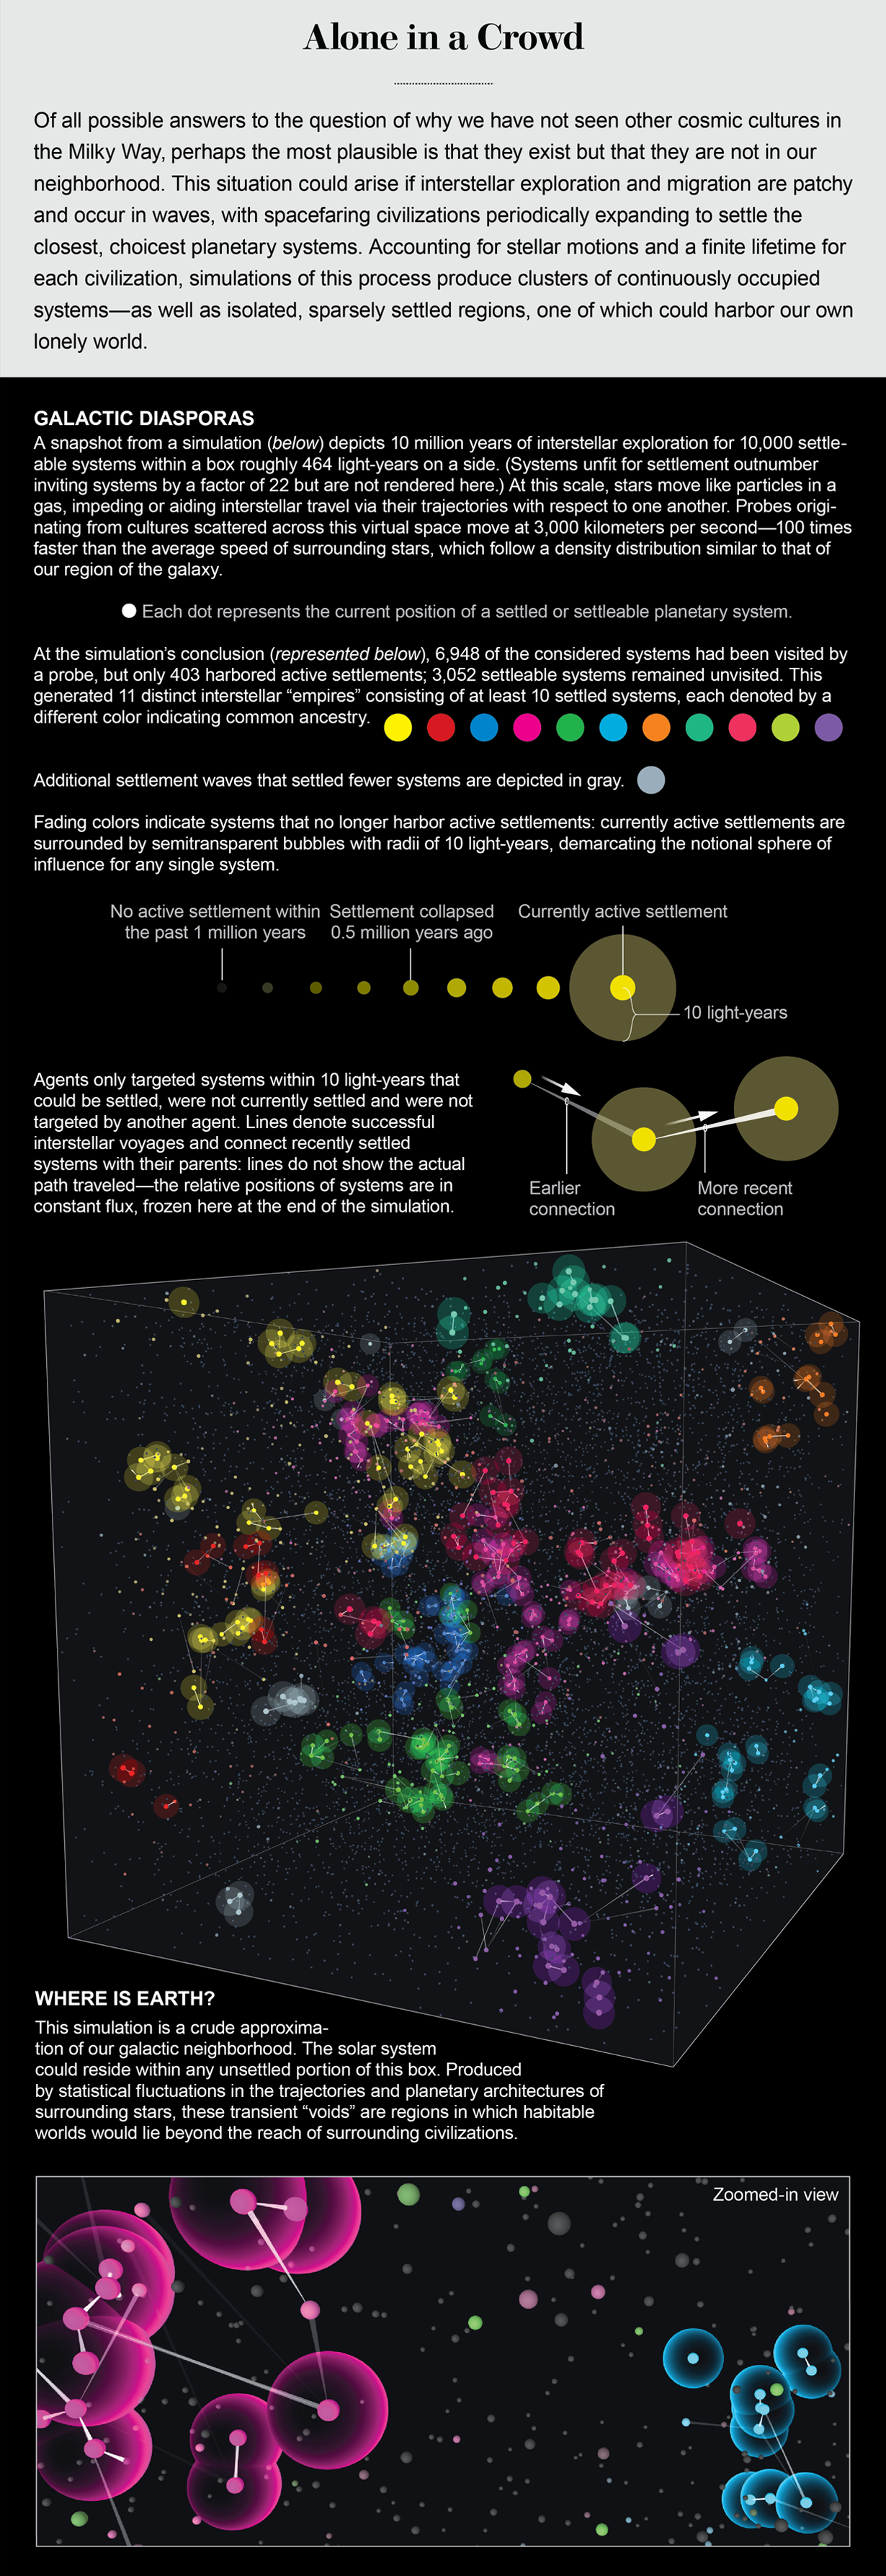 Alone in a Crowd
Of all possible answers to the question of why we have not seen other cosmic cultures in
the Milky Way, perhaps the most plausible is that they exist but that they are not in our
neighborhood. This situation could arise if interstellar exploration and migration are patchy
and occur in waves, with spacefaring civilizations periodically expanding to settle the
closest, choicest planetary systems. Accounting for stellar motions and a finite lifetime for
each civilization, simulations of this process produce clusters of continuously occupied
systems—as well as isolated, sparsely settled regions, one of which could harbor our own
lonely world.
GALACTIC DIASPORAS
A snapshot from a simulation (below) depicts 10 million years of interstellar exploration for 10,000 settle-
able systems within a box roughly 464 light-years on a side. (Systems unfit for settlement outnumber
inviting systems by a factor of 22 but are not rendered here.) At this scale, stars move like particles in a
gas, impeding or aiding interstellar travel via their trajectories with respect to one another. Probes origi-
nating from cultures scattered across this virtual space move at 3,000 kilometers per second—100 times
faster than the average speed of surrounding stars, which follow a density distribution similar to that of
our region of the galaxy.
Each dot represents the current position of a settled or settleable planetary system.
At the simulation's conclusion (represented below), 6,948 of the considered systems had been visited by
a probe, but only 403 harbored active settlements; 3,052 settleable systems remained unvisited. This
generated 11 distinct interstellar “empires” consisting of at least 10 settled systems, each denoted by a
different color indicating common ancestry.
Additional settlement waves that settled fewer systems are depicted in gray.
Fading colors indicate systems that no longer harbor active settlements: currently active settlements are
surrounded by semitransparent bubbles with radii of 10 light-years, demarcating the notional sphere of
influence for any single system.
No active settlement within
the past 1 million years
Settlement collapsed
0.5 million years ago
Currently active settlement
10 light-years
Agents only targeted systems within 10 light-years that
could be settled, were not currently settled and were not
targeted by another agent. Lines denote successful
interstellar voyages and connect recently settled
systems with their parents: lines do not show the actual
path traveled—the relative positions of systems are in
constant flux, frozen here at the end of the simulation.
Earlier
connection
More recent
connection
WHERE IS EARTH?
This simulation is a crude approxima-
tion of our galactic neighborhood. The solar system
could reside within any unsettled portion of this box. Produced
by statistical fluctuations in the trajectories and planetary architectures of
surrounding stars, these transient “voids” are regions in which habitable
worlds would lie beyond the reach of surrounding civilizations.
Zoomed-in view